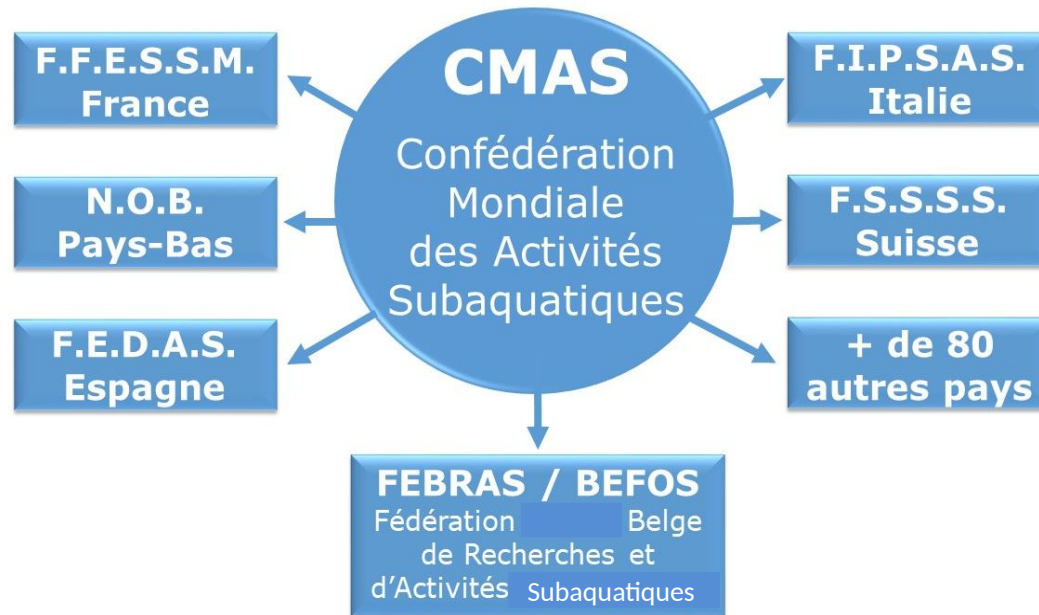 CMAS
Confédération
Mondiale
des Activités
Subaquatiques
F.F.E.S.S.M.
France
N.O.B.
Pays-Bas
F.E.D.A.S.
Espagne
F.I.P.S.A.S.
Italie
F.S.S.S.S.
Suisse
+ de 80
autres pays
FEBRAS / BEFOS
Fédération Belge
de Recherches et
d'Activités Subaquatiques